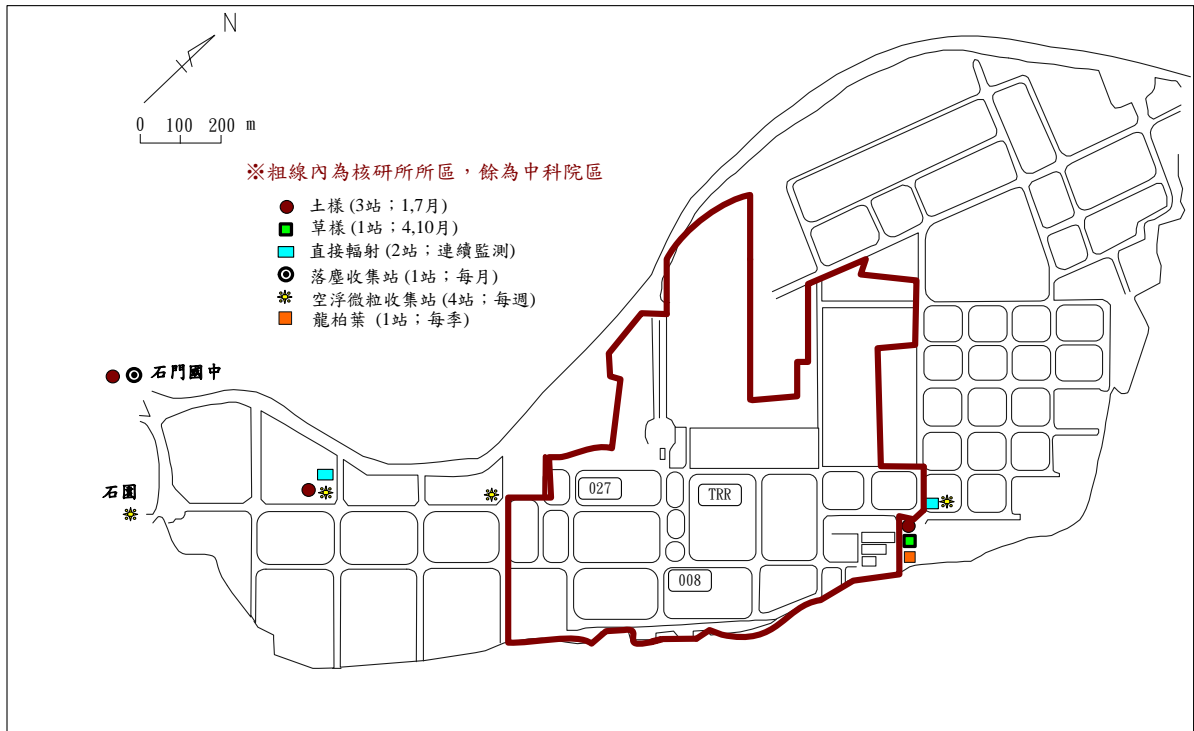 N
0 100 200 m
※粗線內為核研所所區，餘為中科院區
土樣 (3站；1,7月)
草樣 (1站；4,10月)
直接輻射 (2站；連續監測)
落塵收集站 (1站；每月)
空浮微粒收集站 (4站；每週)
龍柏葉 (1站；每季)
石門國中
石園
027
TRR
008